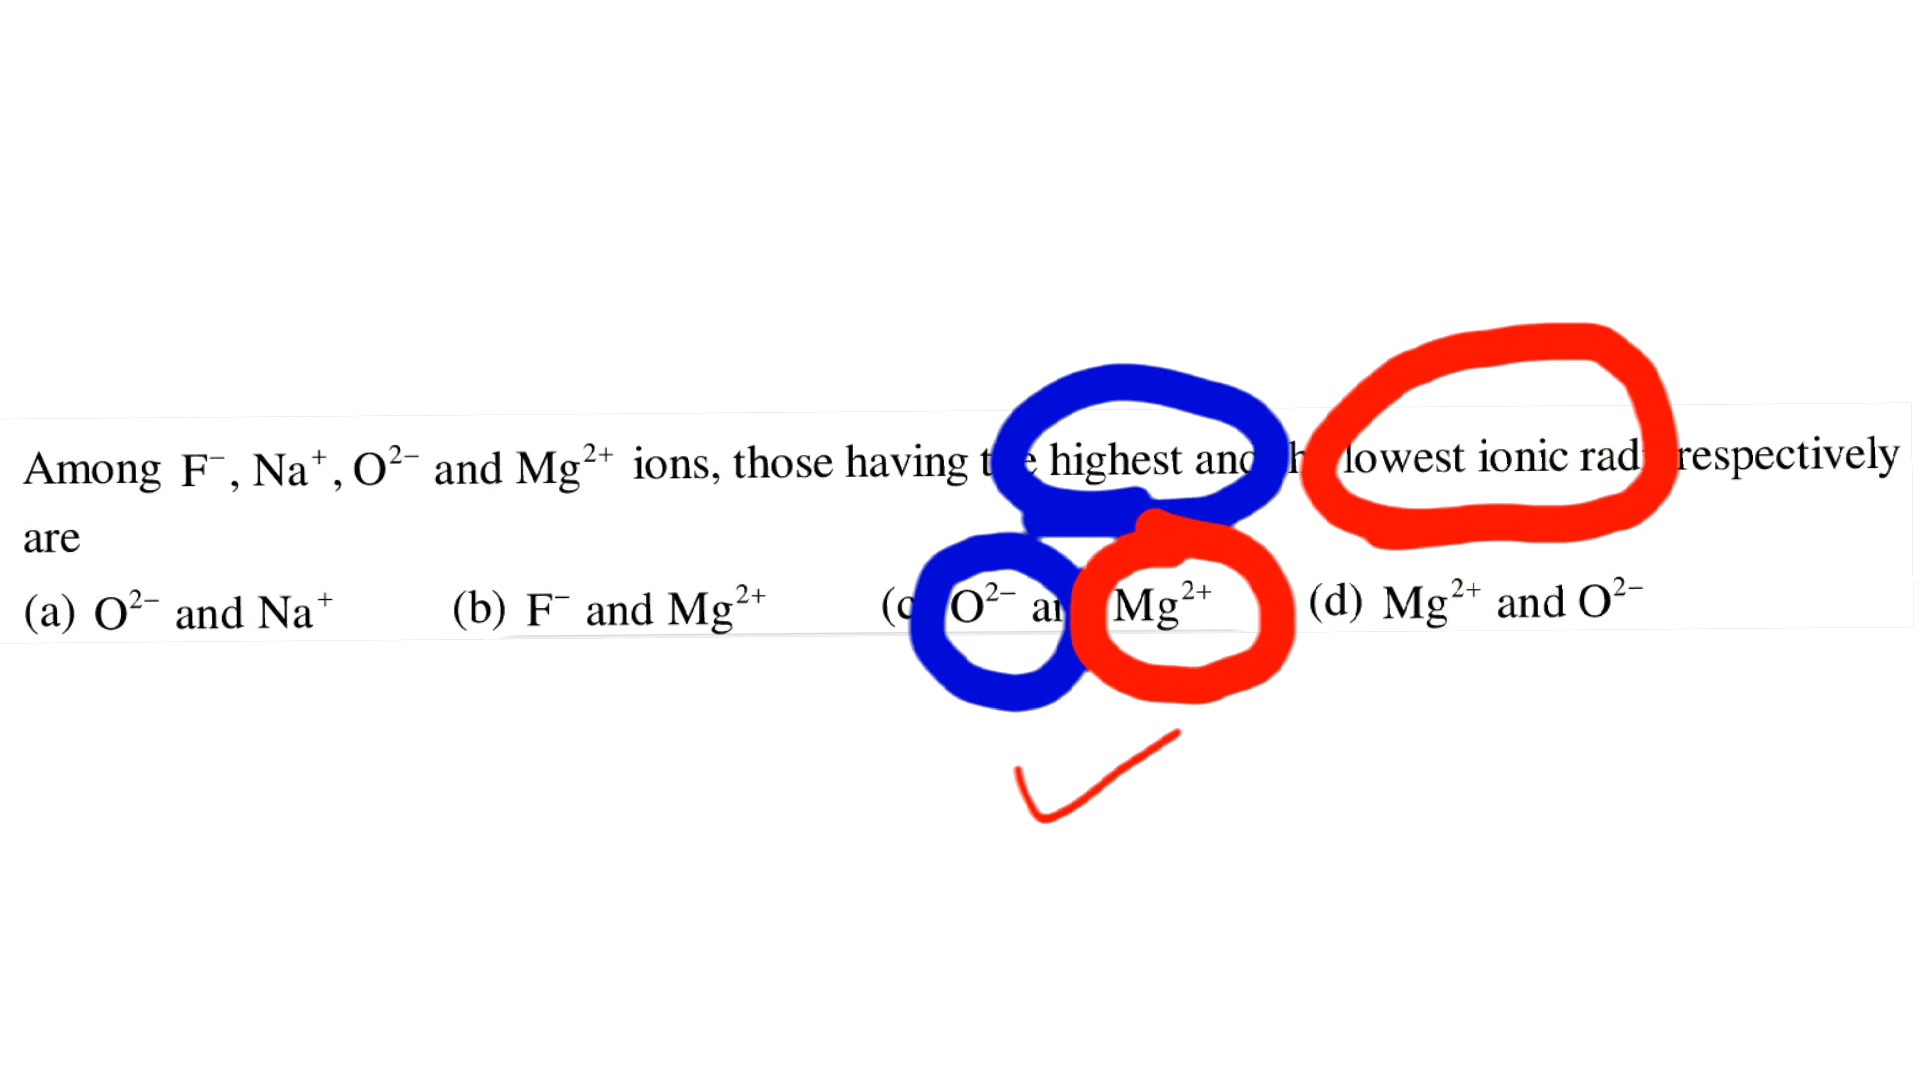 Among F⁻, Na⁺, O²⁻ and Mg²⁺ ions, those having highest and lowest ionic respectively
are
(a) O²⁻ and Na⁺ (b) F⁻ and Mg²⁺ (c O²⁻ Mg²⁺ (d) Mg²⁺ and O²⁻